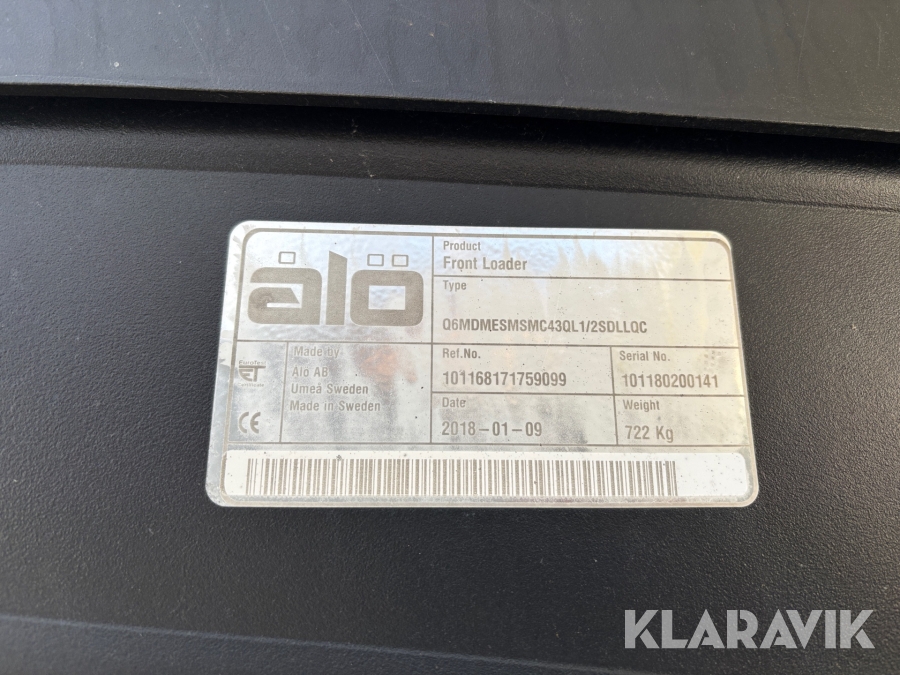 älö
Product
Front Loader
Type
Q6MDMESMSMC43QL1/2SDLLQC
Made by
Alö AB
Umeå Sweden
Made in Sweden
Ref.No.
101168171759099
Serial No.
101180200141
Date
2018-01-09
Weight
722 Kg
CE
KLARAVIK